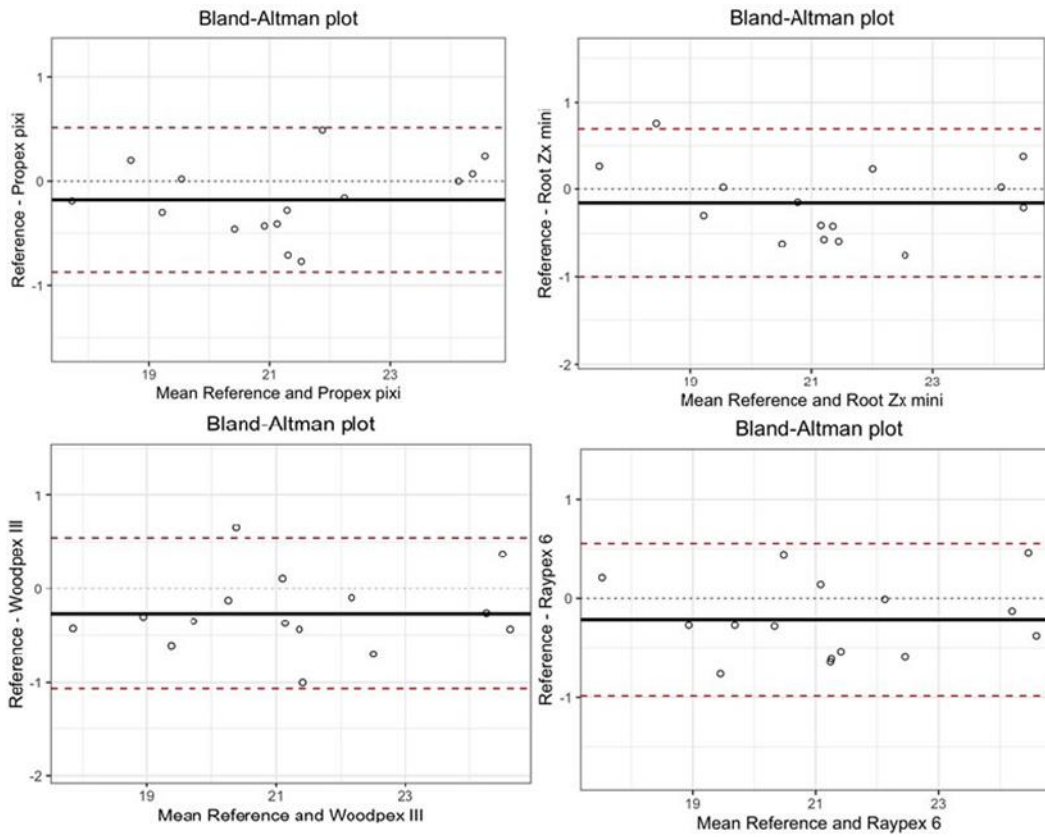 Bland-Altman plot
Reference - Propex pixi
1
0
-1
19
21
23
Mean Reference and Propex pixi
Bland-Altman plot
Reference - Root Zx mini
1
0
-1
-2
19
21
23
Mean Reference and Root Zx mini
Bland-Altman plot
Reference - Woodpex III
1
0
-1
-2
19
21
23
Mean Reference and Woodpex III
Bland-Altman plot
Reference - Raypex 6
1
0
-1
19
21
23
Mean Reference and Raypex 6